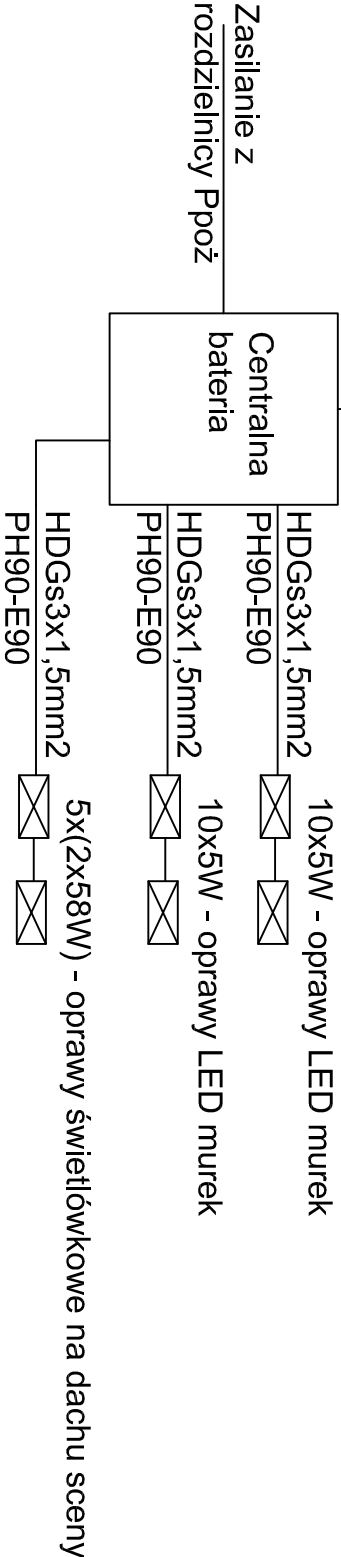 Zasilanie z
rozdzielnicy Ppoż
Centralna
bateria
HDGs3x1,5mm2
PH90-E90
10x5W - oprawy LED murek
HDGs3x1,5mm2
PH90-E90
10x5W - oprawy LED murek
HDGs3x1,5mm2
PH90-E90
5x(2x58W) - oprawy świetlówkowe na dachu sceny